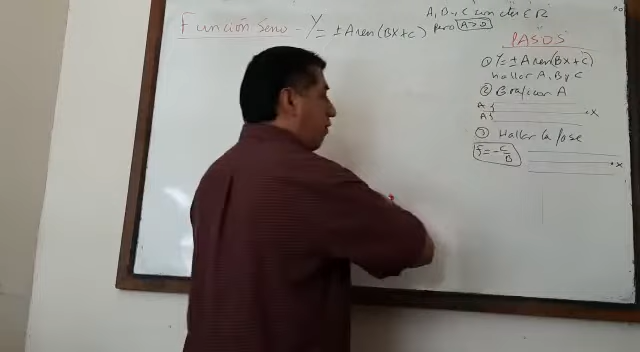 Función Seno - Y = ± A sen(BX+C)
A, B y C son ctes ∈ R
pero A>0
PASOS
① Y = ± A sen(BX+C)
hallar A, B y C
② Graficar A
A
A x
③ Hallar la fase
f = -C/B x